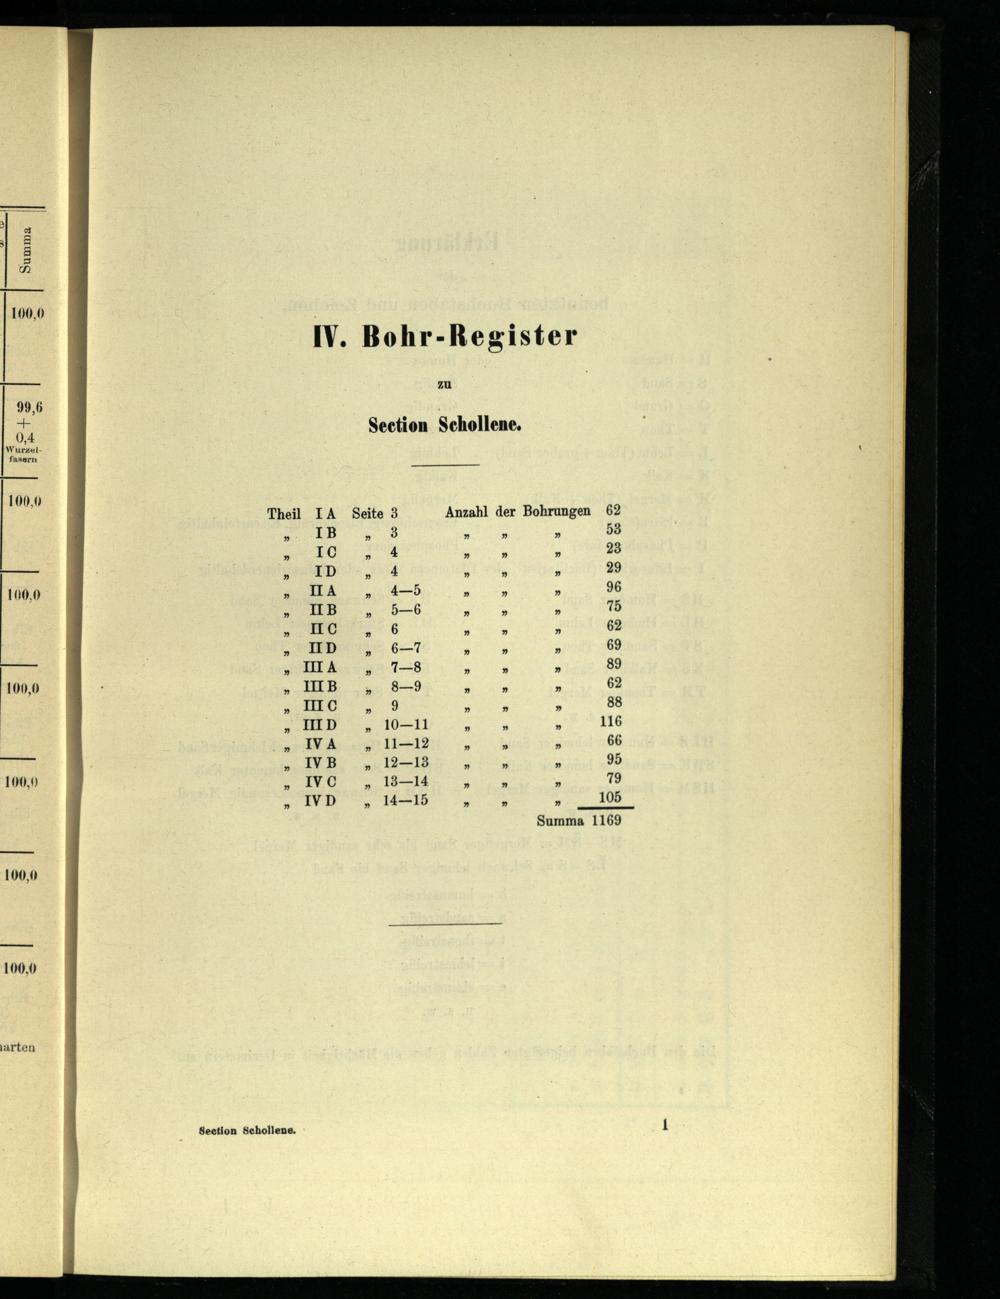 e
s
Summa
100,0
99,6
+
0,4
Wurzel-
fasern
100,0
100,0
100,0
100,0
100,0
100,0
arten
IV. Bohr-Register
zu
Section Schollene.
Theil I A Seite 3 Anzahl der Bohrungen 62
„ I B „ 3 „ „ „ 53
„ I C „ 4 „ „ „ 23
„ I D „ 4 „ „ „ 29
„ II A „ 4—5 „ „ „ 96
„ II B „ 5—6 „ „ „ 75
„ II C „ 6 „ „ „ 62
„ II D „ 6—7 „ „ „ 69
„ III A „ 7—8 „ „ „ 89
„ III B „ 8—9 „ „ „ 62
„ III C „ 9 „ „ „ 88
„ III D „ 10—11 „ „ „ 116
„ IV A „ 11—12 „ „ „ 66
„ IV B „ 12—13 „ „ „ 95
„ IV C „ 13—14 „ „ „ 79
„ IV D „ 14—15 „ „ „ 105
Summa 1169
Section Schollene. 1